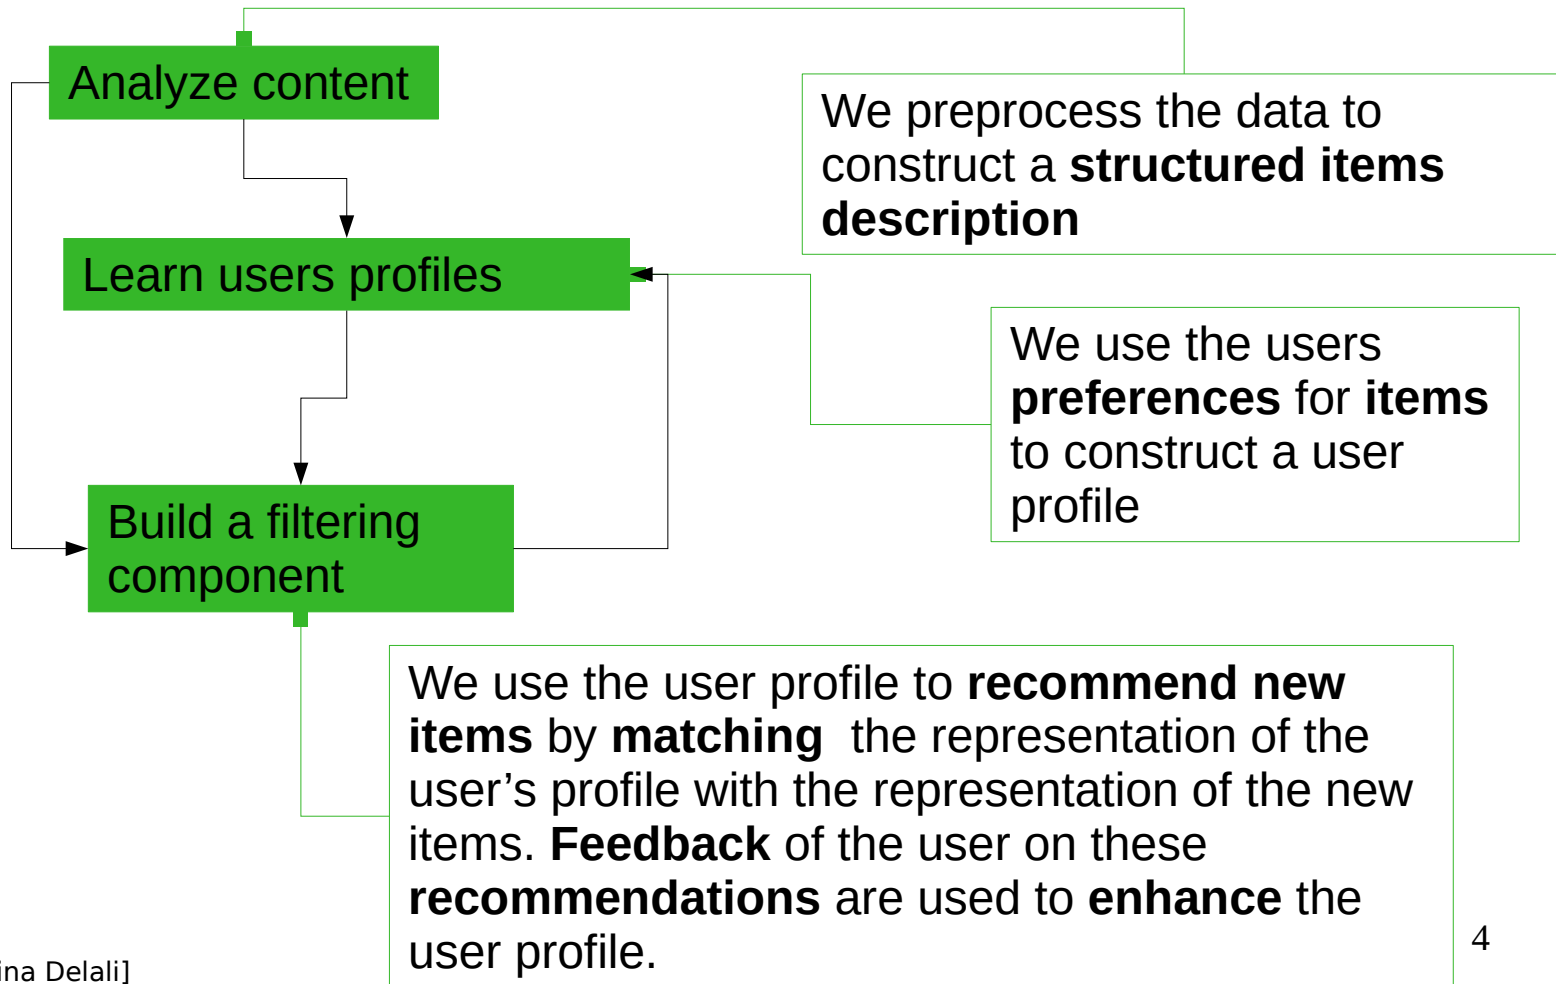 Analyze content
We preprocess the data to
construct a structured items
description
Learn users profiles
We use the users
preferences for items
to construct a user
profile
Build a filtering
component
We use the user profile to recommend new
items by matching the representation of the
user’s profile with the representation of the new
items. Feedback of the user on these
recommendations are used to enhance the
user profile.
4
ina Delali]